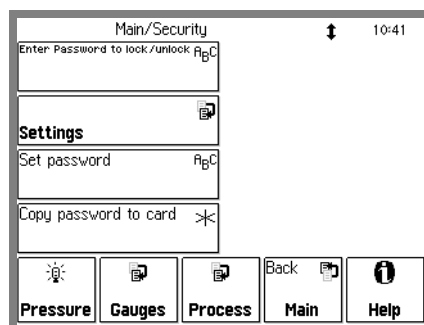 Main/Security 10:41
Enter Password to lock/unlock ABC
Settings
Set password ABC
Copy password to card
Back
Pressure Gauges Process Main Help